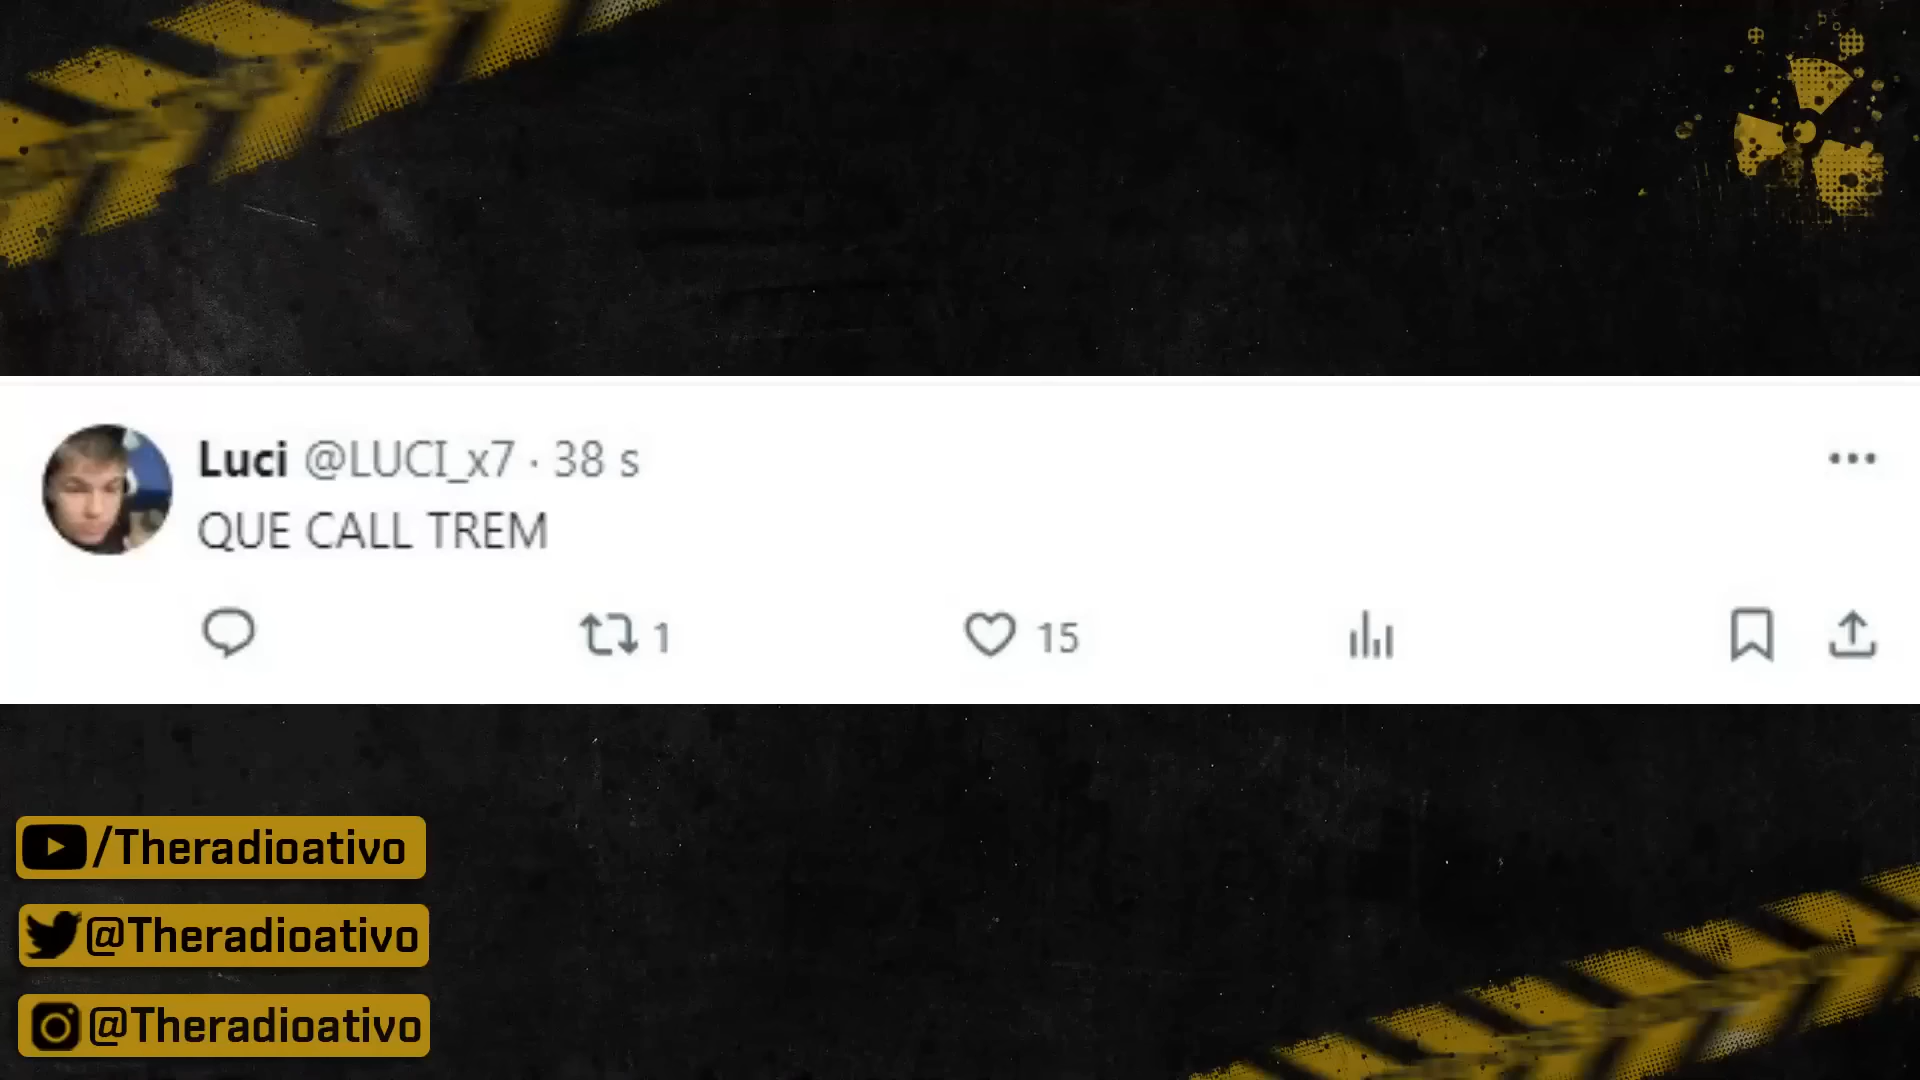 Luci @LUCI_x7 · 38 s
QUE CALL TREM
1 15
/Theradioativo
@Theradioativo
@Theradioativo